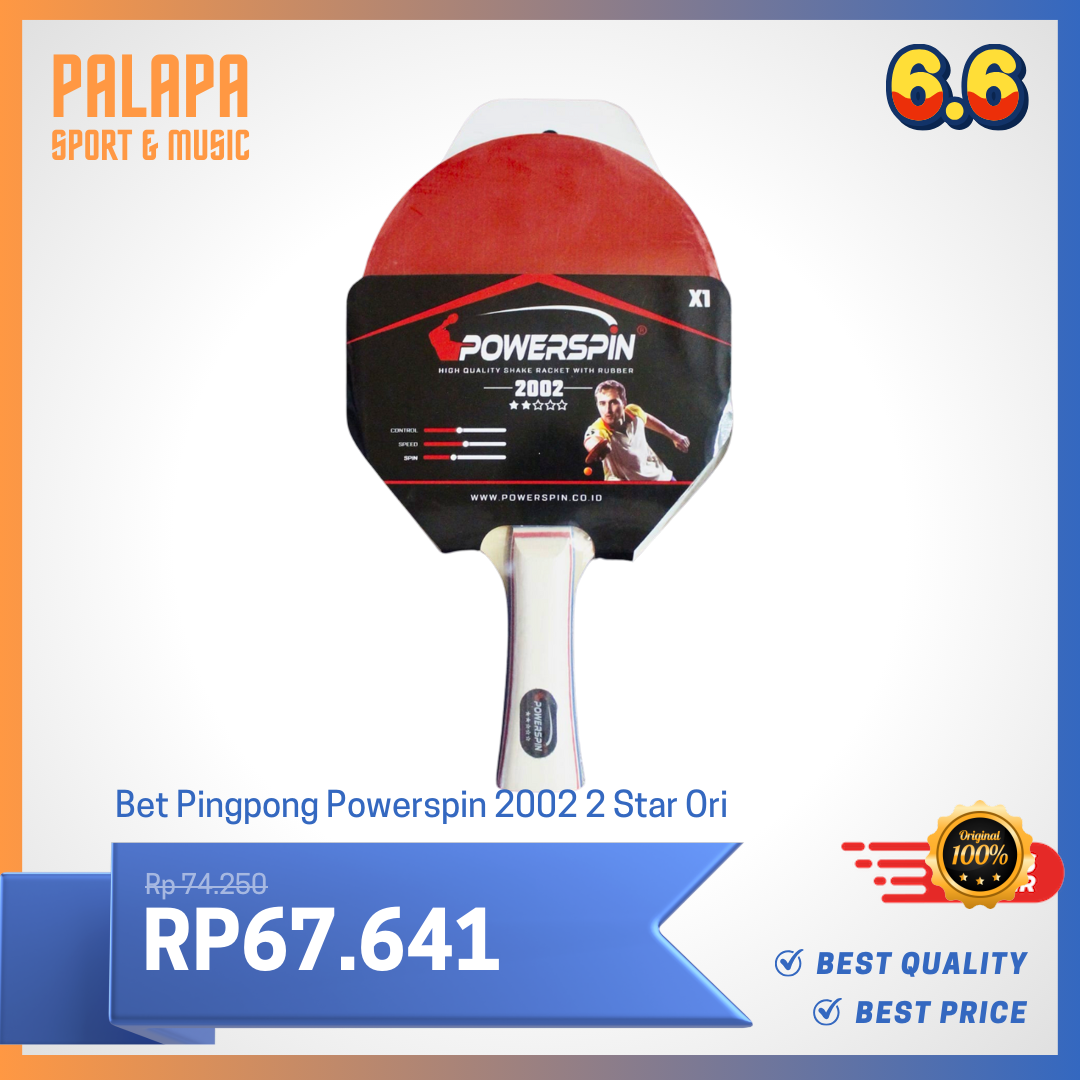 PALAPA
SPORT & MUSIC
6.6
X1
POWERSPIN®
HIGH QUALITY SHAKE RACKET WITH RUBBER
2002
CONTROL
SPEED
SPIN
WWW.POWERSPIN.CO.ID
POWERSPIN
Bet Pingpong Powerspin 2002 2 Star Ori
Rp 74.250
RP67.641
Original
100%
BEST QUALITY
BEST PRICE